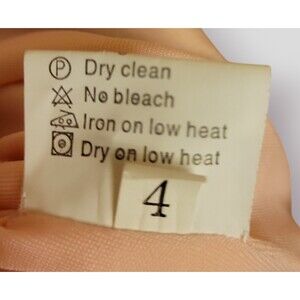 Ⓟ Dry clean
No bleach
Iron on low heat
Dry on low heat
4